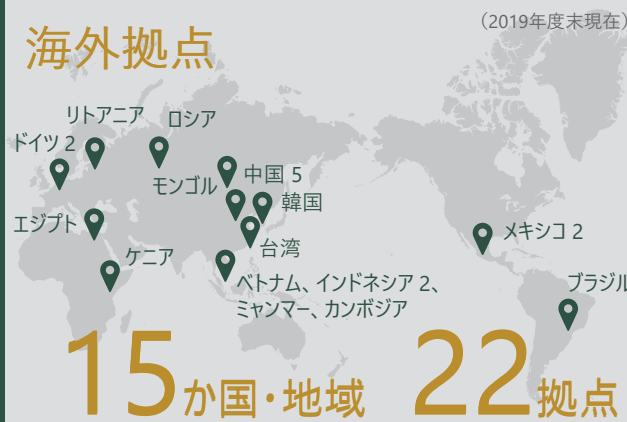 海外拠点
（2019年度末現在）
リトアニア
ロシア
ドイツ 2
中国 5
モンゴル
韓国
エジプト
台湾
メキシコ 2
ケニア
ベトナム、インドネシア 2、
ミャンマー、カンボジア
ブラジル
15か国・地域
22拠点